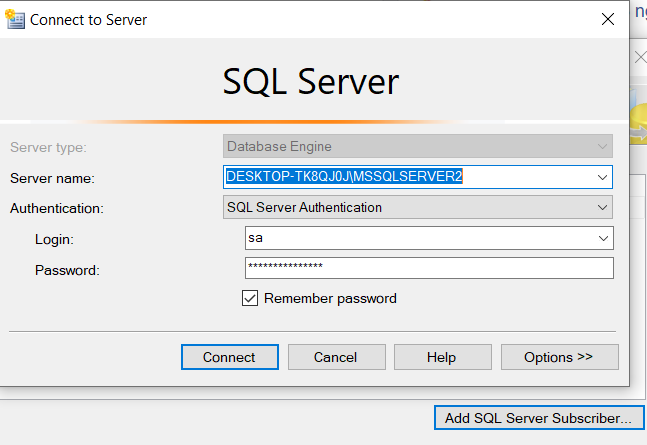 Connect to Server
SQL Server
Server type: Database Engine
Server name: DESKTOP-TK8QJ0J\MSSQLSERVER2
Authentication: SQL Server Authentication
Login: sa
Password: ***************
Remember password
Connect Cancel Help Options >>
Add SQL Server Subscriber...